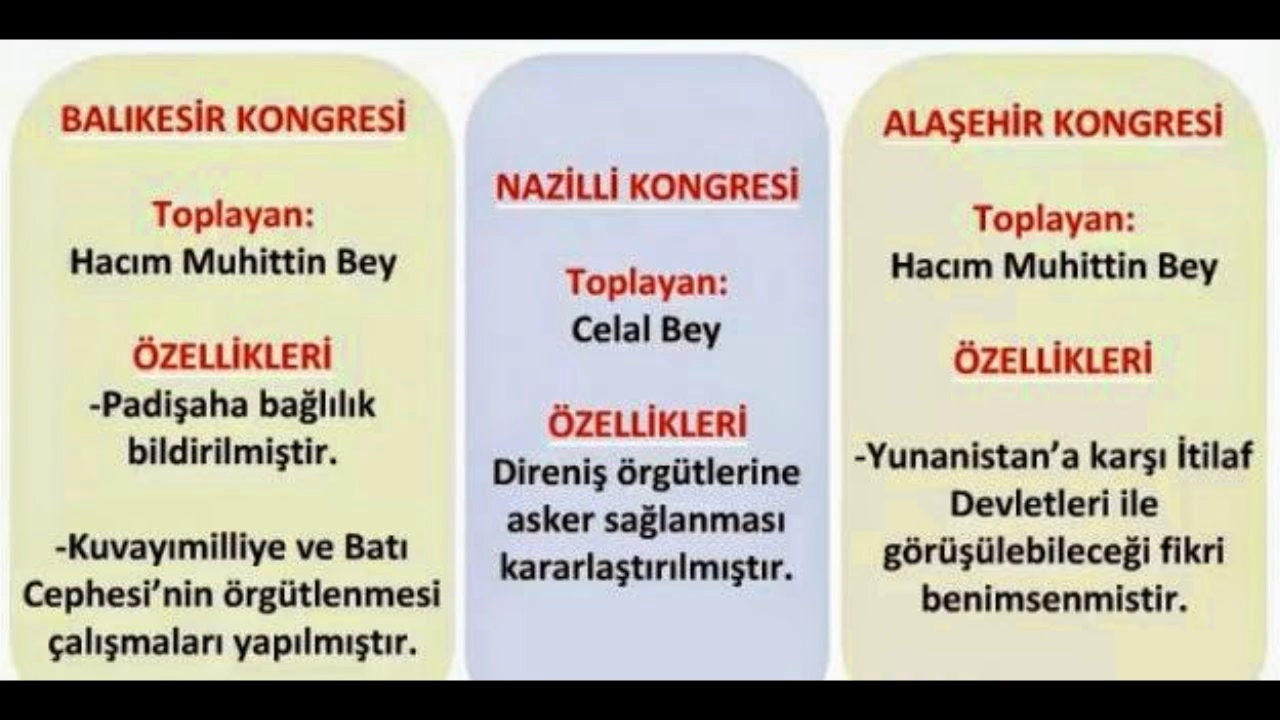 BALIKESİR KONGRESİ
Toplayan:
Hacım Muhittin Bey
ÖZELLİKLERİ
-Padişaha bağlılık
bildirilmiştir.
-Kuvayımilliye ve Batı
Cephesi’nin örgütlenmesi
çalışmaları yapılmıştır.
NAZİLLİ KONGRESİ
Toplayan:
Celal Bey
ÖZELLİKLERİ
Direniş örgütlerine
asker sağlanması
kararlaştırılmıştır.
ALAŞEHİR KONGRESİ
Toplayan:
Hacım Muhittin Bey
ÖZELLİKLERİ
-Yunanistan’a karşı İtilaf
Devletleri ile
görüşülebileceği fikri
benimsenmistir.